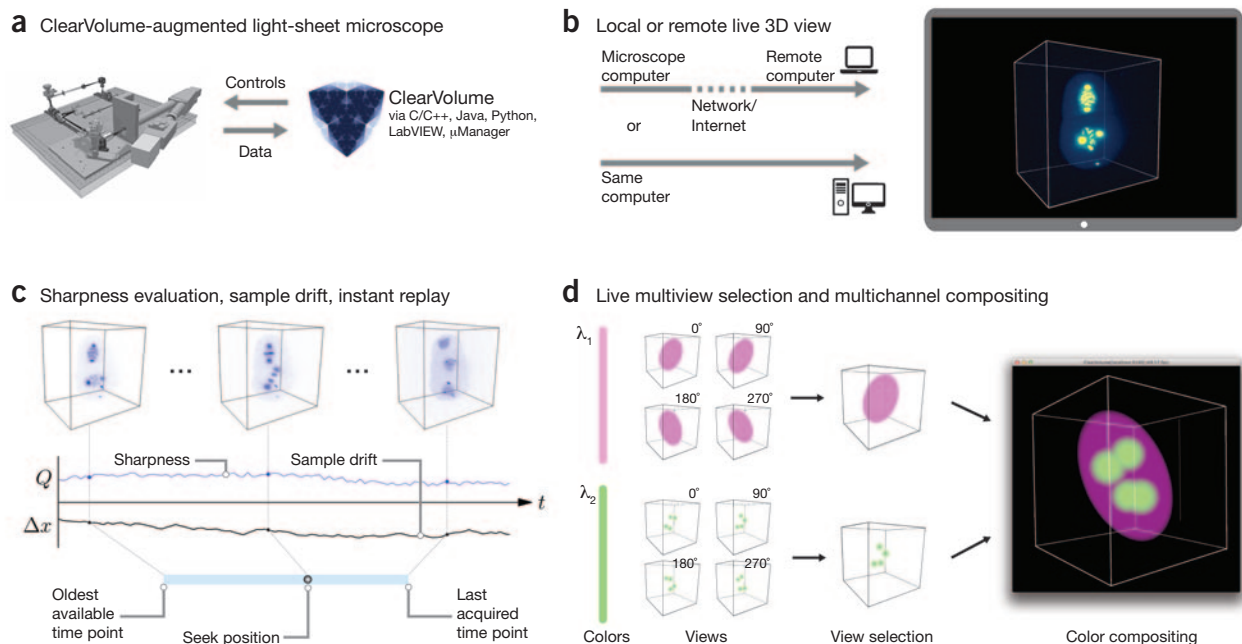 a ClearVolume-augmented light-sheet microscope
Controls
Data
ClearVolume
via C/C++, Java, Python,
LabVIEW, μManager
b Local or remote live 3D view
Microscope
computer
Remote
computer
Network/
Internet
or
Same
computer
c Sharpness evaluation, sample drift, instant replay
...
...
Sharpness
Sample drift
Q
t
Δx
Oldest
available
time point
Seek position
Last
acquired
time point
d Live multiview selection and multichannel compositing
λ1
0°
90°
180°
270°
λ2
0°
90°
180°
270°
Colors
Views
View selection
Color compositing